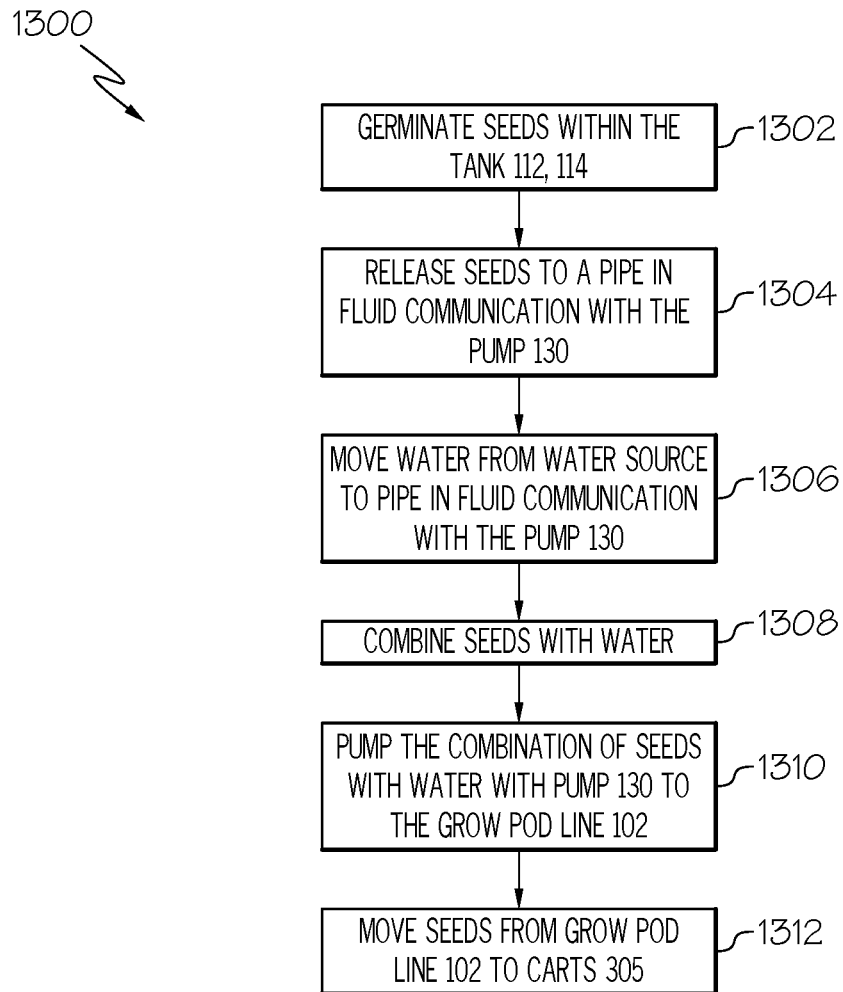 1300
GERMINATE SEEDS WITHIN THE
TANK 112, 114
1302
RELEASE SEEDS TO A PIPE IN
FLUID COMMUNICATION WITH THE
PUMP 130
1304
MOVE WATER FROM WATER SOURCE
TO PIPE IN FLUID COMMUNICATION
WITH THE PUMP 130
1306
COMBINE SEEDS WITH WATER
1308
PUMP THE COMBINATION OF SEEDS
WITH WATER WITH PUMP 130 TO
THE GROW POD LINE 102
1310
MOVE SEEDS FROM GROW POD
LINE 102 TO CARTS 305
1312